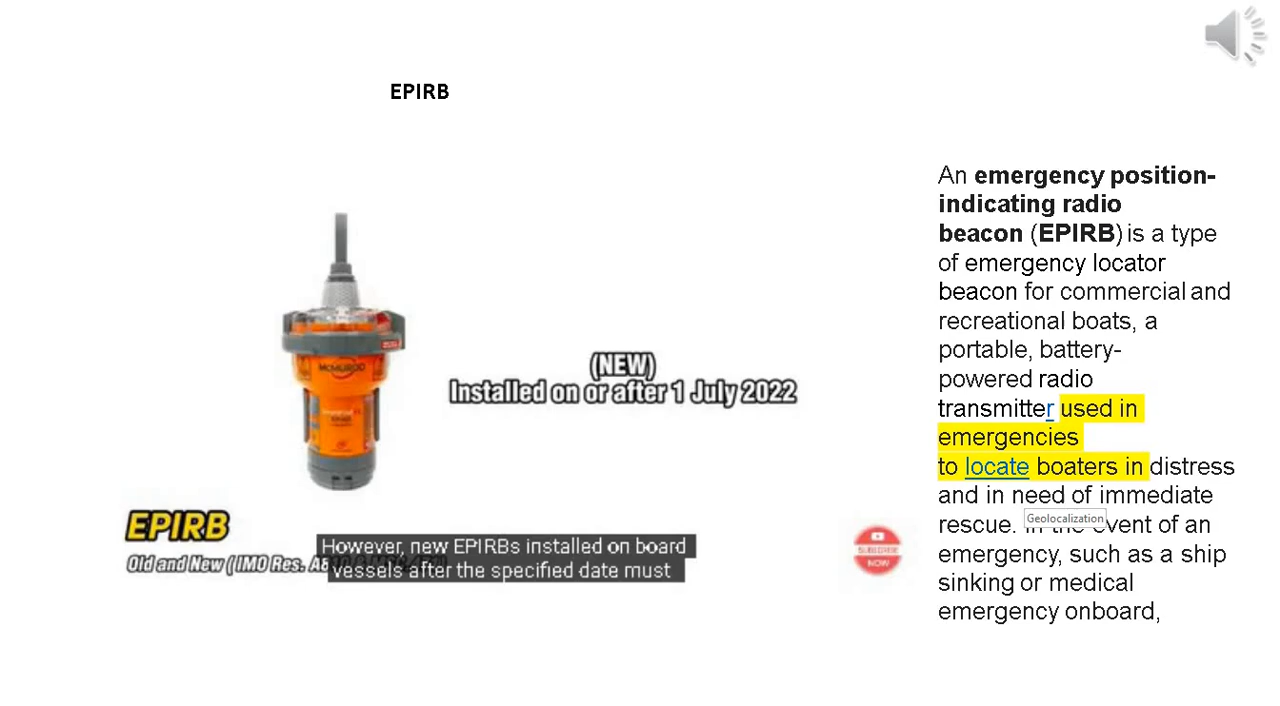 EPIRB
An emergency position-
indicating radio
beacon (EPIRB) is a type
of emergency locator
beacon for commercial and
recreational boats, a
portable, battery-
powered radio
transmitter used in
emergencies
to locate boaters in distress
and in need of immediate
rescue. In the event of an
Geolocalization
emergency, such as a ship
sinking or medical
emergency onboard,
McMURDO
(NEW)
Installed on or after 1 July 2022
EPIRB
Old and New (IMO Res.
However, new EPIRBs installed on board
vessels after the specified date must
SUBSCRIBE
NOW